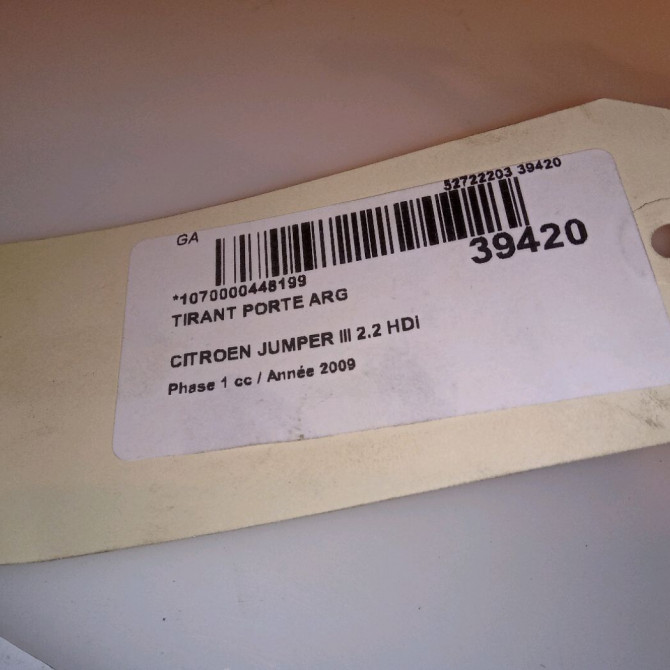 52722203 39420
GA
39420
*1070000448199
TIRANT PORTE ARG
CITROEN JUMPER III 2.2 HDi
Phase 1 cc / Année 2009